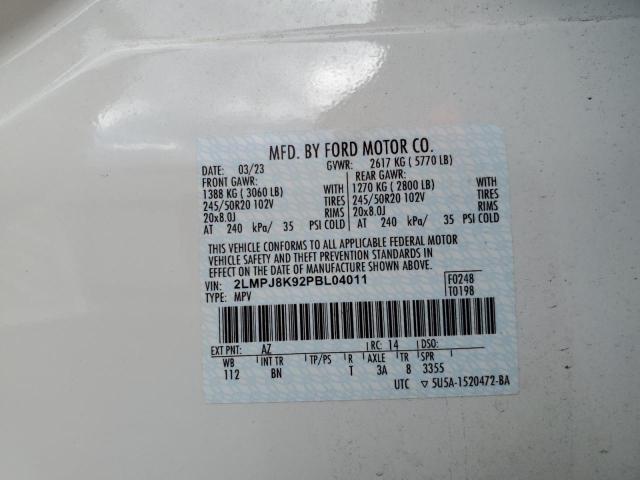 MFD. BY FORD MOTOR CO.
DATE: 03/23 GVWR: 2617 KG ( 5770 LB)
FRONT GAWR: REAR GAWR:
1388 KG ( 3060 LB) WITH 1270 KG ( 2800 LB) WITH
245/50R20 102V TIRES 245/50R20 102V TIRES
20x8.0J RIMS 20x8.0J RIMS
AT 240 kPa/ 35 PSI COLD AT 240 kPa/ 35 PSI COLD
THIS VEHICLE CONFORMS TO ALL APPLICABLE FEDERAL MOTOR
VEHICLE SAFETY AND THEFT PREVENTION STANDARDS IN
EFFECT ON THE DATE OF MANUFACTURE SHOWN ABOVE.
VIN: 2LMPJ8K92PBL04011 F0248
TYPE: MPV T0198
EXT PNT: AZ RC: 14 DSO:
WB INT TR TP/PS R AXLE TR SPR
112 BN T 3A 8 3355
UTC ▽ 5U5A-1520472-BA